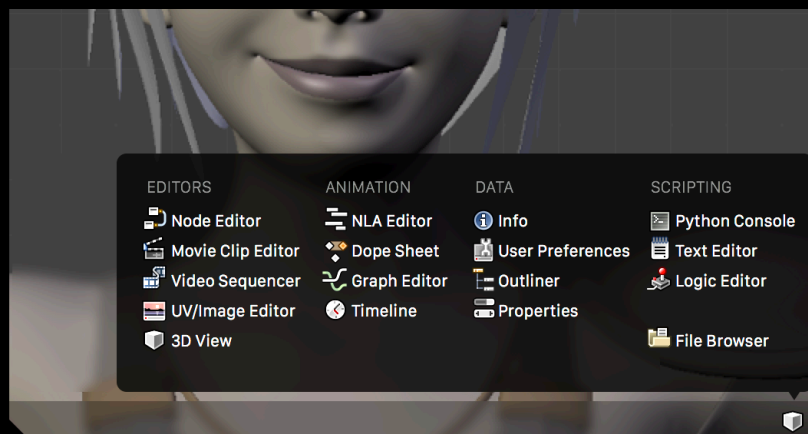 EDITORS
Node Editor
Movie Clip Editor
Video Sequencer
UV/Image Editor
3D View
ANIMATION
NLA Editor
Dope Sheet
Graph Editor
Timeline
DATA
Info
User Preferences
Outliner
Properties
SCRIPTING
Python Console
Text Editor
Logic Editor
File Browser